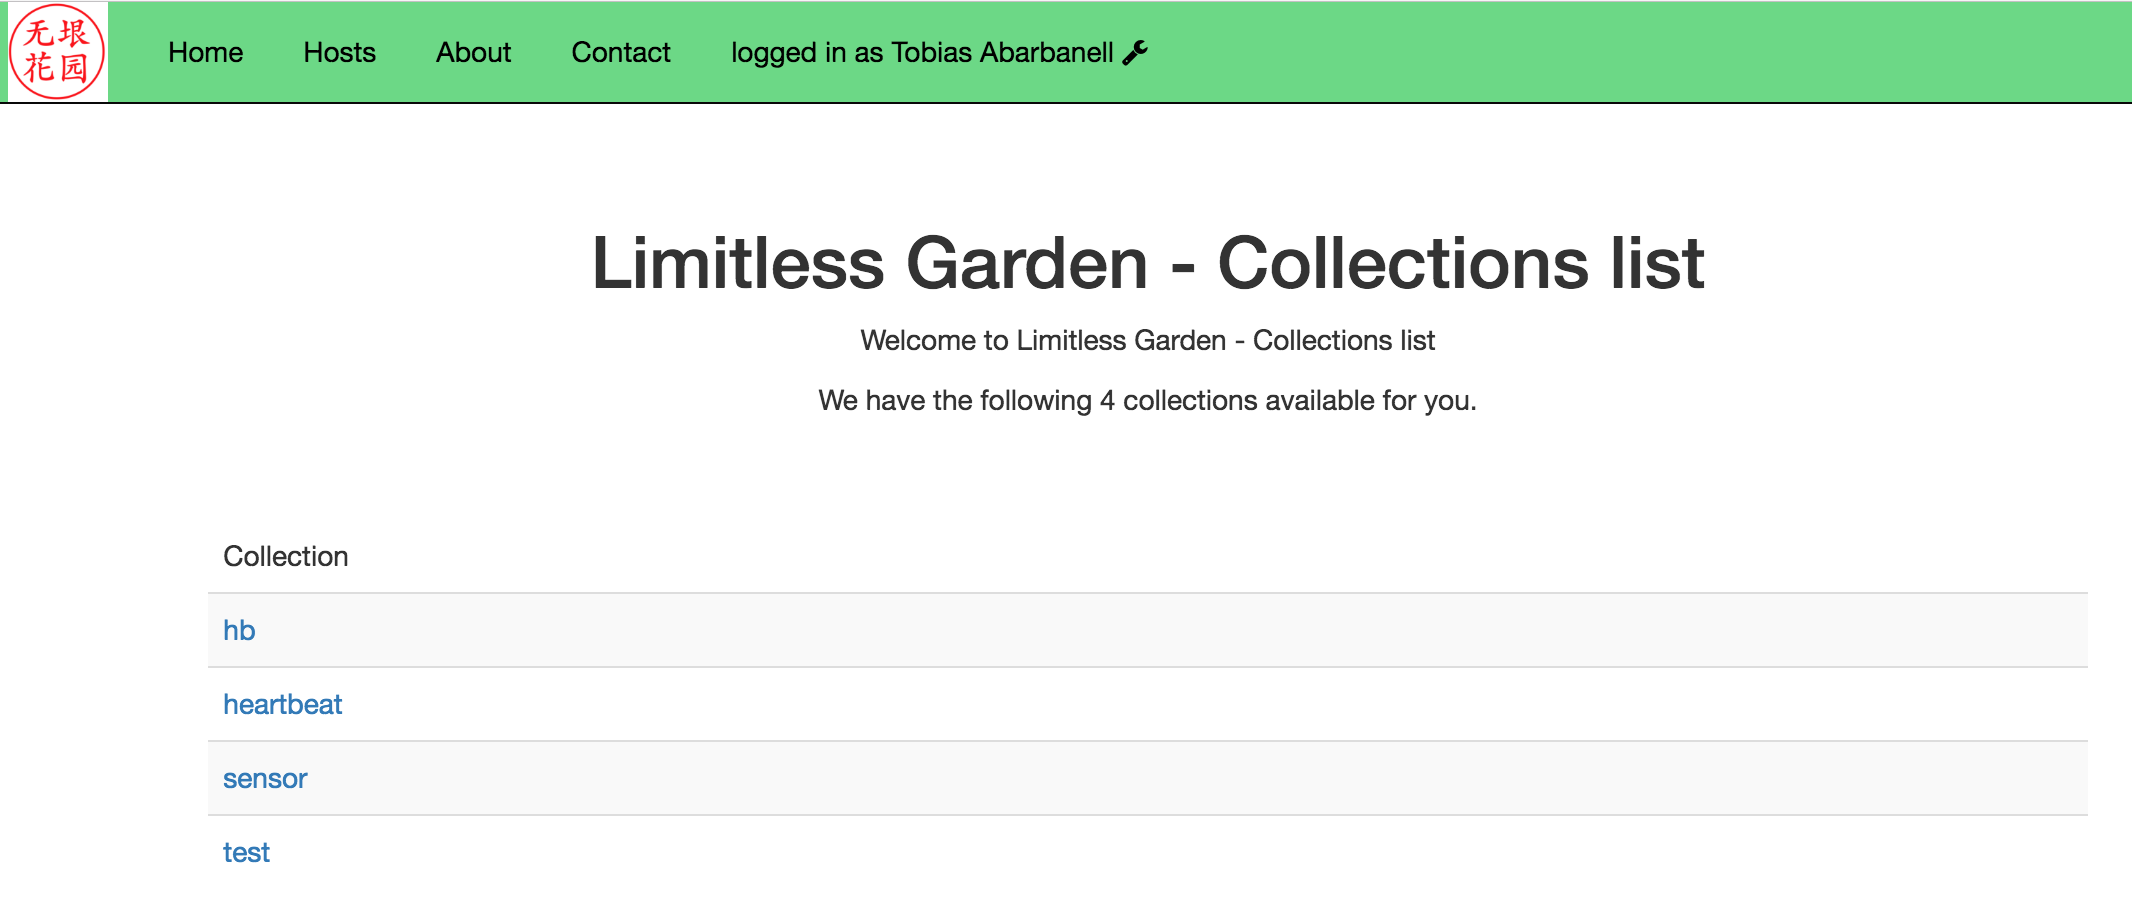 无垠
花园
Home Hosts About Contact logged in as Tobias Abarbanell
Limitless Garden - Collections list
Welcome to Limitless Garden - Collections list
We have the following 4 collections available for you.
Collection
hb
heartbeat
sensor
test